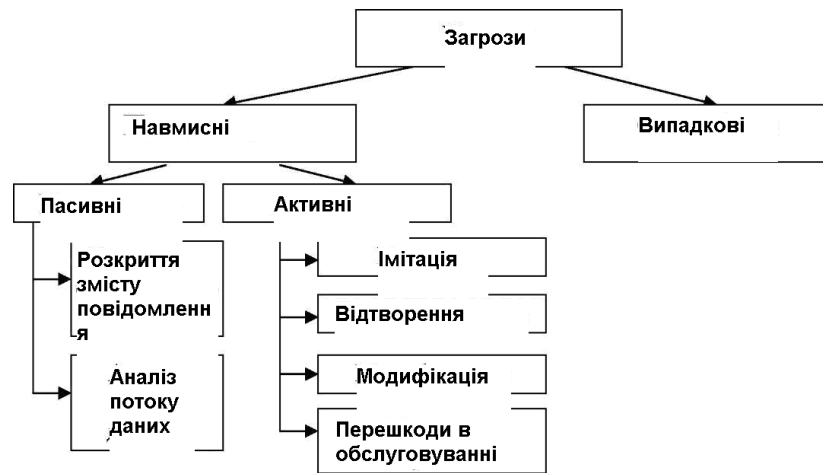 Загрози
Навмисні
Випадкові
Пасивні
Активні
Розкриття
змісту
повідомленн
я
Аналіз
потоку
даних
Імітація
Відтворення
Модифікація
Перешкоди в
обслуговуванні